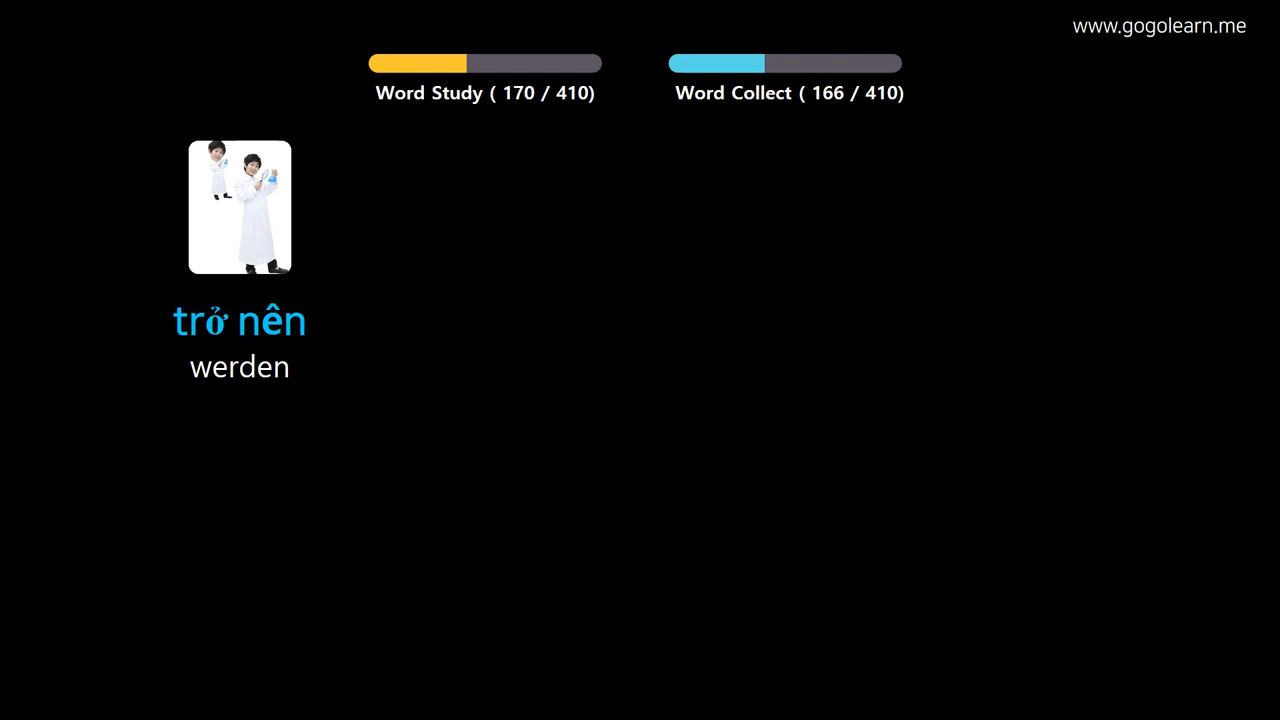 www.gogolearn.me
Word Study ( 170 / 410)
Word Collect ( 166 / 410)
trở nên
werden